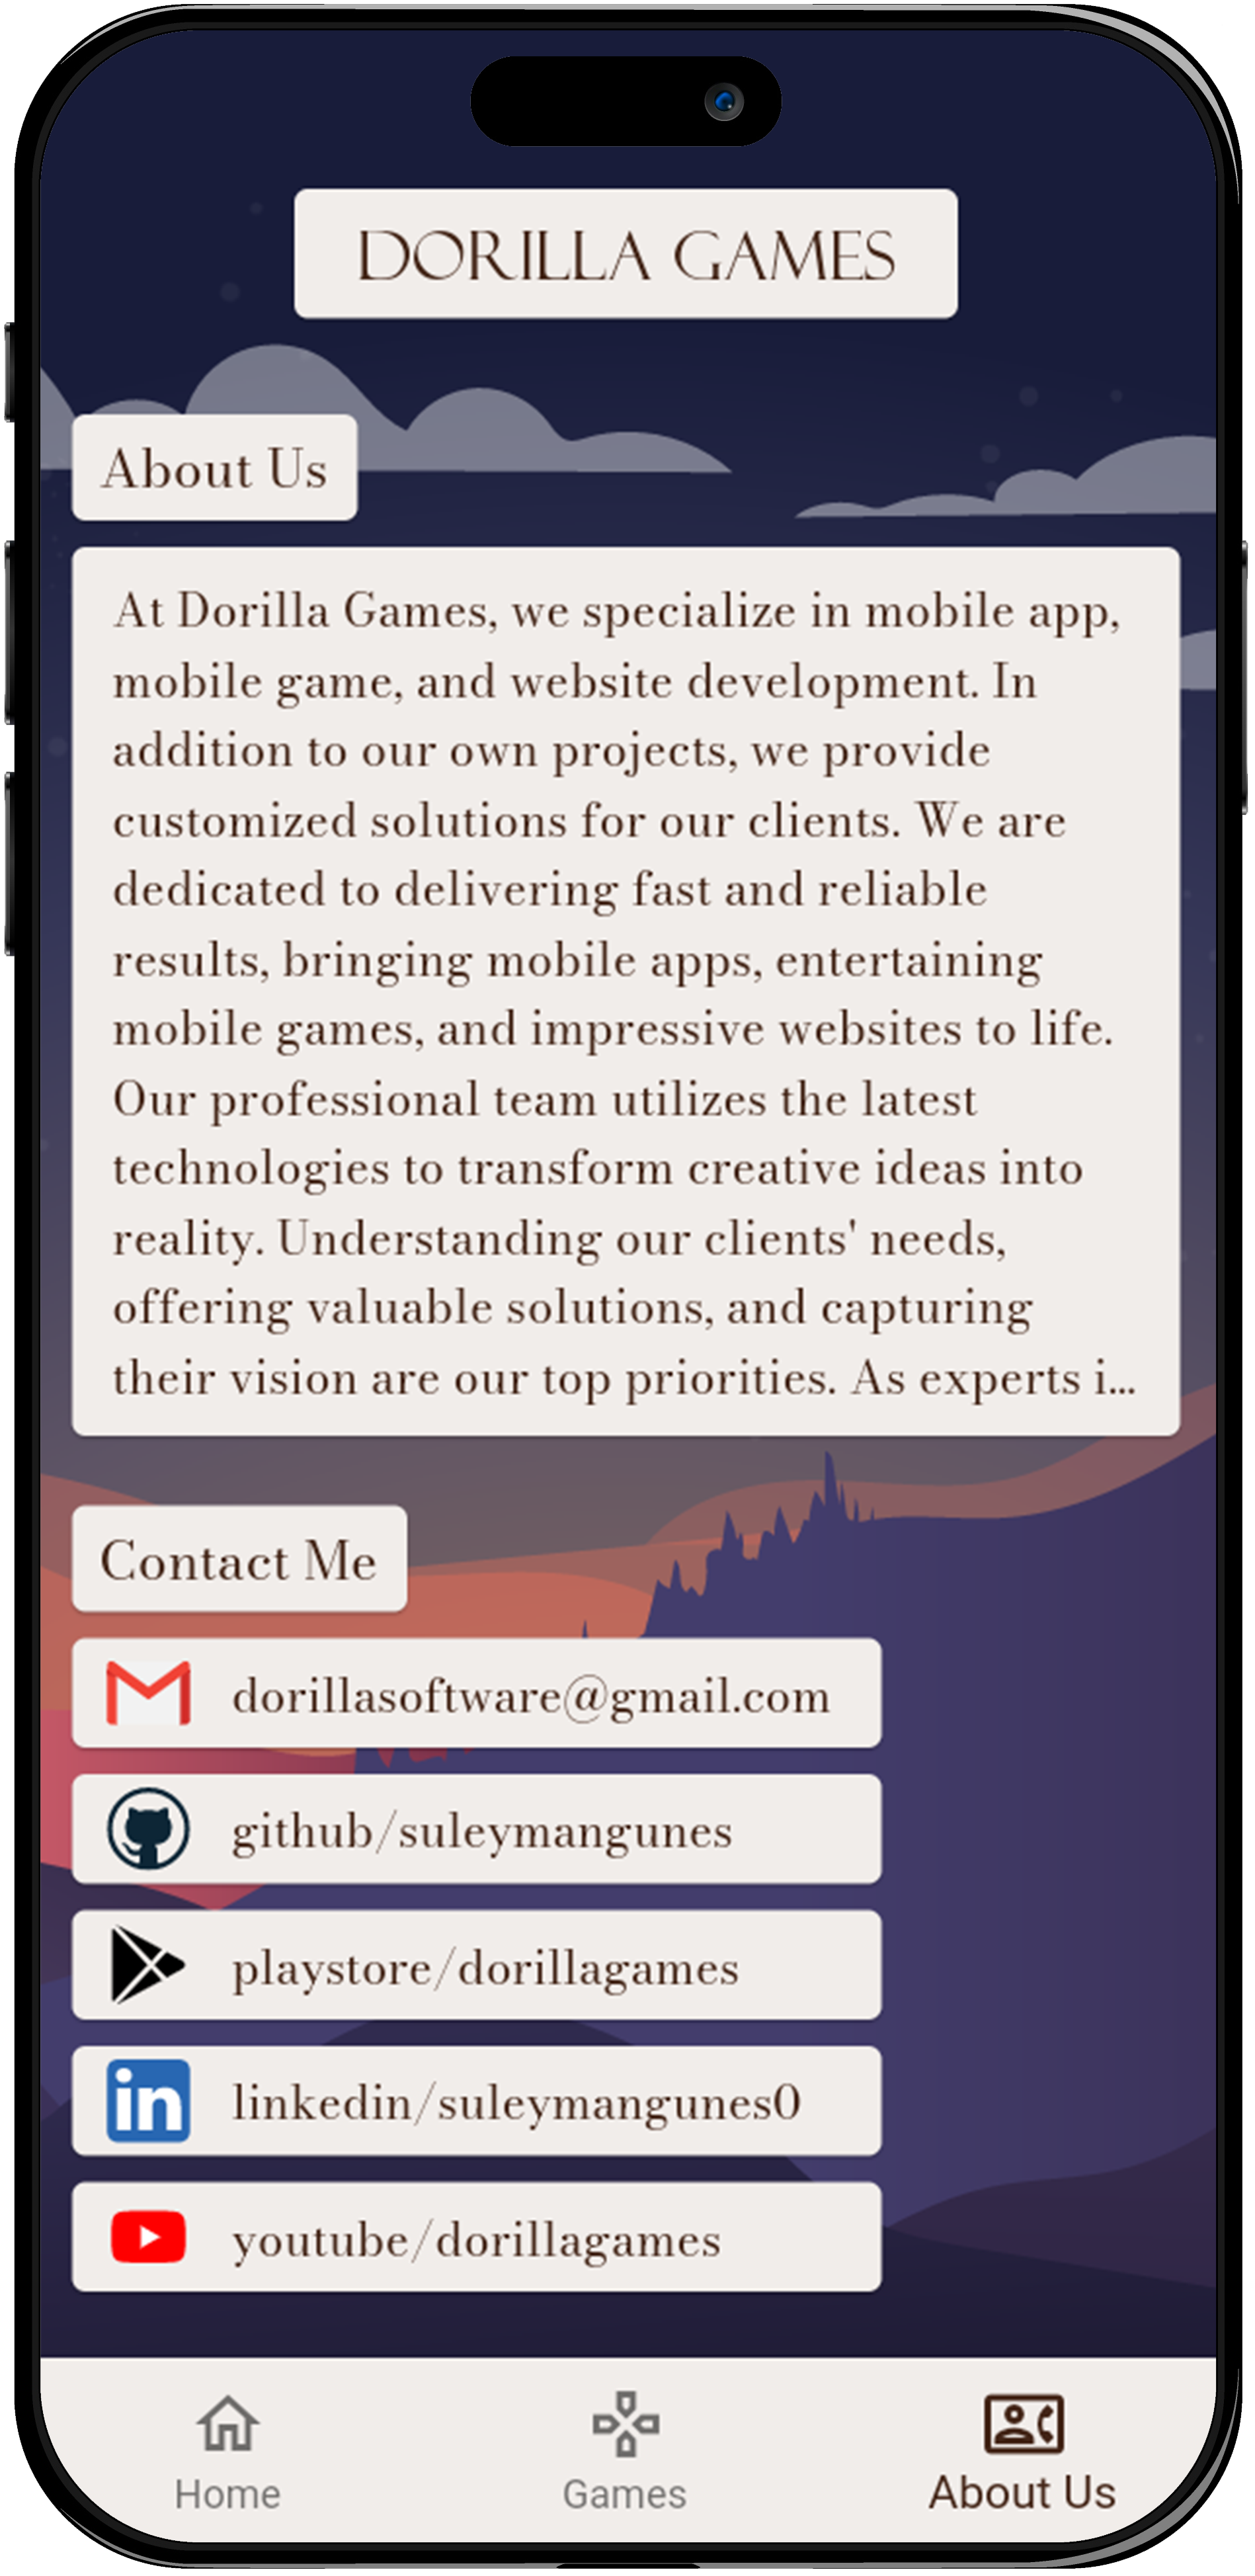 DORILLA GAMES
About Us
At Dorilla Games, we specialize in mobile app,
mobile game, and website development. In
addition to our own projects, we provide
customized solutions for our clients. We are
dedicated to delivering fast and reliable
results, bringing mobile apps, entertaining
mobile games, and impressive websites to life.
Our professional team utilizes the latest
technologies to transform creative ideas into
reality. Understanding our clients' needs,
offering valuable solutions, and capturing
their vision are our top priorities. As experts i...
Contact Me
dorillasoftware@gmail.com
github/suleymangunes
playstore/dorillagames
linkedin/suleymangunes0
youtube/dorillagames
Home
Games
About Us